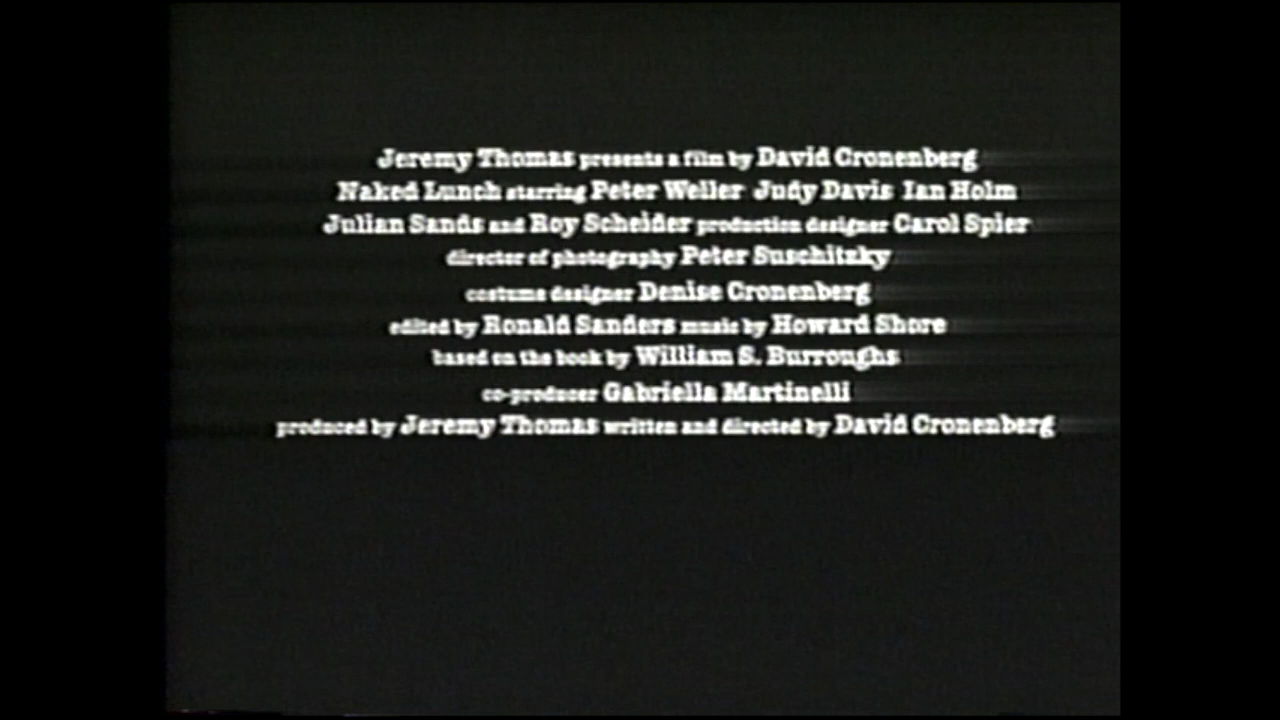 Jeremy Thomas presents a film by David Cronenberg
Naked Lunch starring Peter Weller Judy Davis Ian Holm
Julian Sands and Roy Scheider production designer Carol Spier
director of photography Peter Suschitzky
costume designer Denise Cronenberg
edited by Ronald Sanders music by Howard Shore
based on the book by William S. Burroughs
co-producer Gabriella Martinelli
produced by Jeremy Thomas written and directed by David Cronenberg